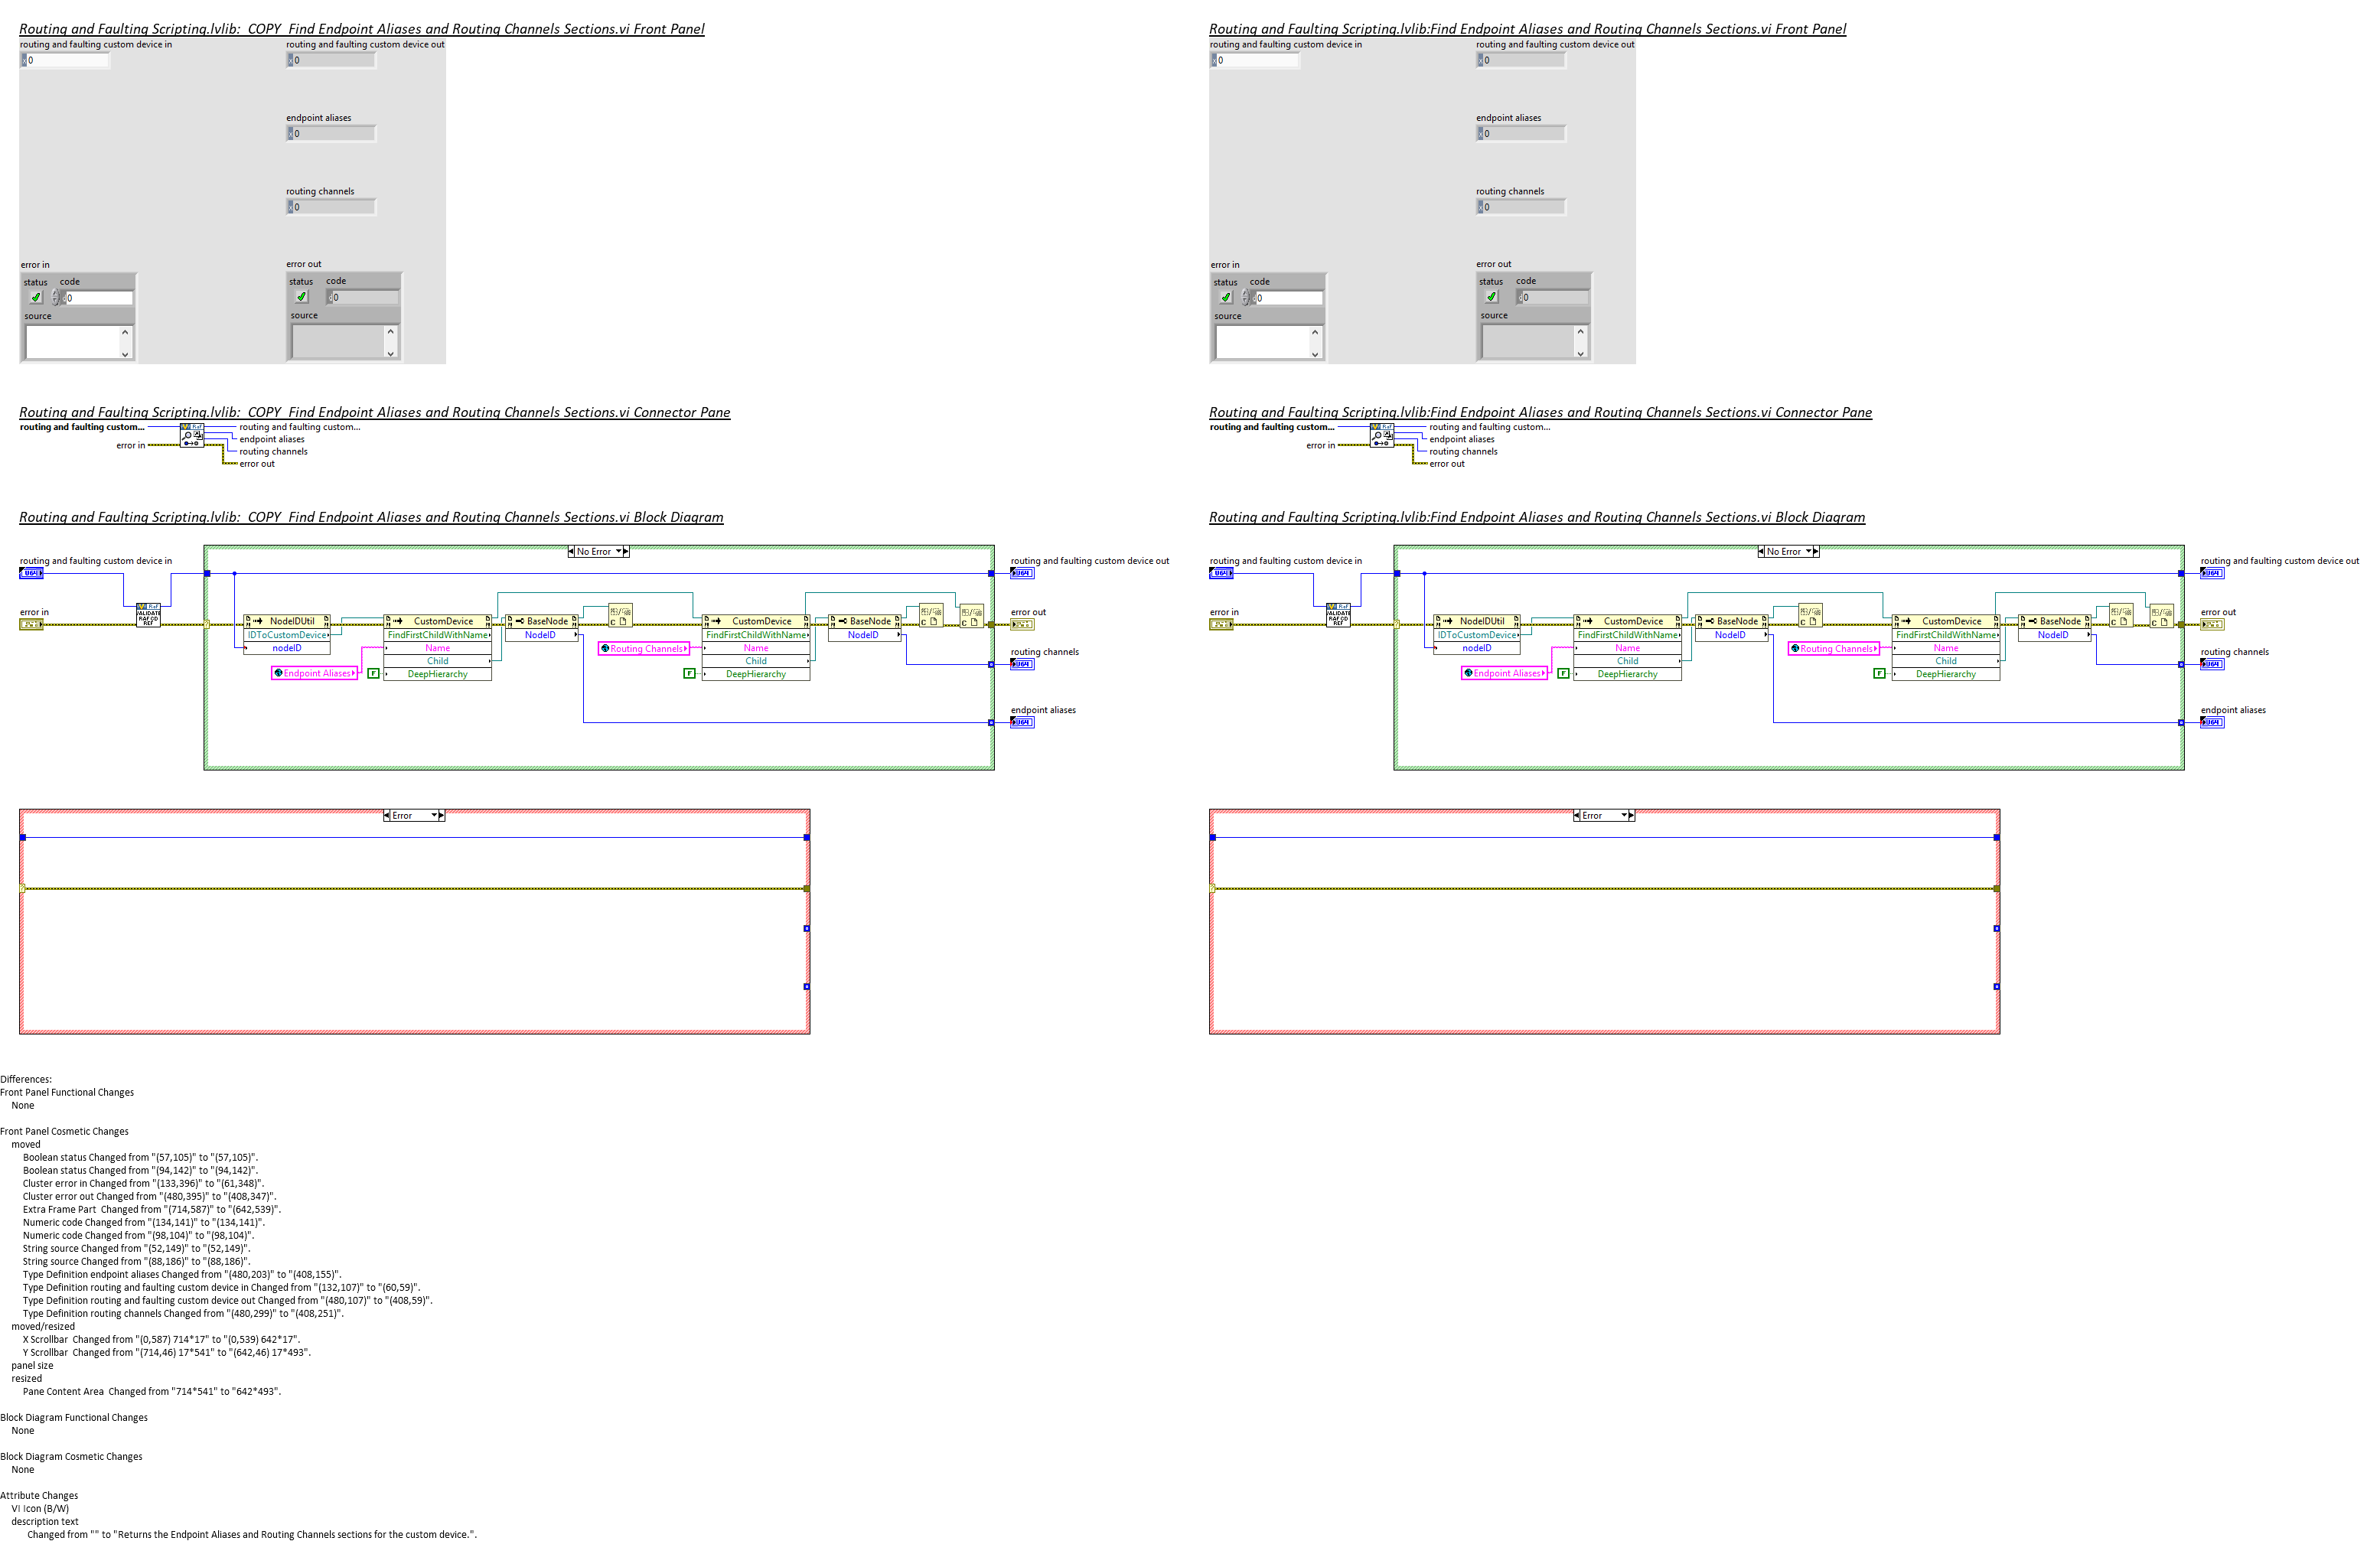 Routing and Faulting Scripting.lvlib:  COPY  Find Endpoint Aliases and Routing Channels Sections.vi Front Panel
routing and faulting custom device in
routing and faulting custom device out
0
0
endpoint aliases
0
routing channels
0
error in
error out
status
code
status
code
0
0
source
source
Routing and Faulting Scripting.lvlib:Find Endpoint Aliases and Routing Channels Sections.vi Front Panel
routing and faulting custom device in
routing and faulting custom device out
0
0
endpoint aliases
0
routing channels
0
error in
error out
status
code
status
code
0
0
source
source
Routing and Faulting Scripting.lvlib:  COPY  Find Endpoint Aliases and Routing Channels Sections.vi Connector Pane
routing and faulting custom...
routing and faulting custom...
endpoint aliases
error in
routing channels
error out
Routing and Faulting Scripting.lvlib:Find Endpoint Aliases and Routing Channels Sections.vi Connector Pane
routing and faulting custom...
routing and faulting custom...
endpoint aliases
error in
routing channels
error out
Routing and Faulting Scripting.lvlib:  COPY  Find Endpoint Aliases and Routing Channels Sections.vi Block Diagram
No Error
routing and faulting custom device in
routing and faulting custom device out
U64
U64
error in
VALIDATE
RAF CD
REF
error out
NodeIDUtil
IDToCustomDevice
nodeID
CustomDevice
FindFirstChildWithName
Name
Child
DeepHierarchy
BaseNode
NodeID
CustomDevice
FindFirstChildWithName
Name
Child
DeepHierarchy
BaseNode
NodeID
Endpoint Aliases
F
Routing Channels
F
routing channels
U64
endpoint aliases
U64
Error
Routing and Faulting Scripting.lvlib:Find Endpoint Aliases and Routing Channels Sections.vi Block Diagram
No Error
routing and faulting custom device in
routing and faulting custom device out
U64
U64
error in
VALIDATE
RAF CD
REF
error out
NodeIDUtil
IDToCustomDevice
nodeID
CustomDevice
FindFirstChildWithName
Name
Child
DeepHierarchy
BaseNode
NodeID
CustomDevice
FindFirstChildWithName
Name
Child
DeepHierarchy
BaseNode
NodeID
Endpoint Aliases
F
Routing Channels
F
routing channels
U64
endpoint aliases
U64
Error
Differences:
Front Panel Functional Changes
None
Front Panel Cosmetic Changes
moved
Boolean status Changed from "(57,105)" to "(57,105)".
Boolean status Changed from "(94,142)" to "(94,142)".
Cluster error in Changed from "(133,396)" to "(61,348)".
Cluster error out Changed from "(480,395)" to "(408,347)".
Extra Frame Part  Changed from "(714,587)" to "(642,539)".
Numeric code Changed from "(134,141)" to "(134,141)".
Numeric code Changed from "(98,104)" to "(98,104)".
String source Changed from "(52,149)" to "(52,149)".
String source Changed from "(88,186)" to "(88,186)".
Type Definition endpoint aliases Changed from "(480,203)" to "(408,155)".
Type Definition routing and faulting custom device in Changed from "(132,107)" to "(60,59)".
Type Definition routing and faulting custom device out Changed from "(480,107)" to "(408,59)".
Type Definition routing channels Changed from "(480,299)" to "(408,251)".
moved/resized
X Scrollbar  Changed from "(0,587) 714*17" to "(0,539) 642*17".
Y Scrollbar  Changed from "(714,46) 17*541" to "(642,46) 17*493".
panel size
resized
Pane Content Area  Changed from "714*541" to "642*493".
Block Diagram Functional Changes
None
Block Diagram Cosmetic Changes
None
Attribute Changes
VI Icon (B/W)
description text
Changed from "" to "Returns the Endpoint Aliases and Routing Channels sections for the custom device.".